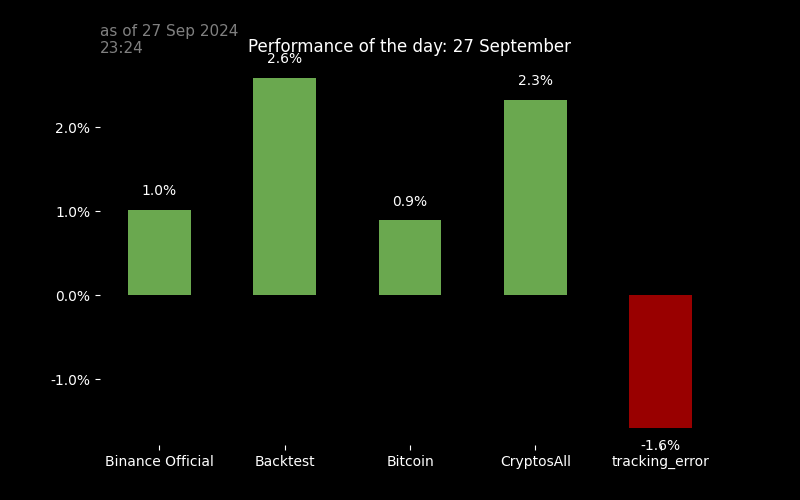 as of 27 Sep 2024
23:24
Performance of the day: 27 September
2.6%
2.3%
2.0%
1.0%
1.0%
0.9%
0.0%
-1.0%
-1.6%
Binance Official
Backtest
Bitcoin
CryptosAll
tracking_error